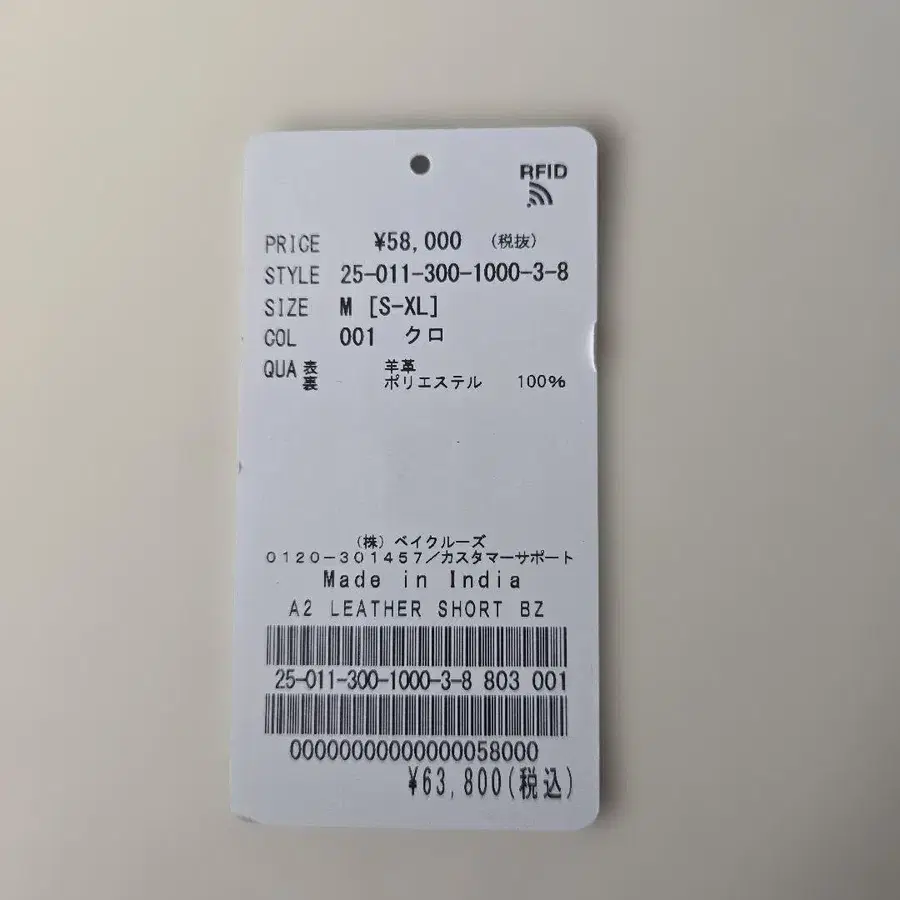 RFID
PRICE ¥58,000 (税抜)
STYLE 25-011-300-1000-3-8
SIZE M [S-XL]
COL 001 クロ
QUA 表 羊革
裏 ポリエステル 100%
(株)ベイクルーズ
0120-301457/カスタマーサポート
Made in India
A2 LEATHER SHORT BZ
25-011-300-1000-3-8 803 001
00000000000000058000
¥63,800(税込)